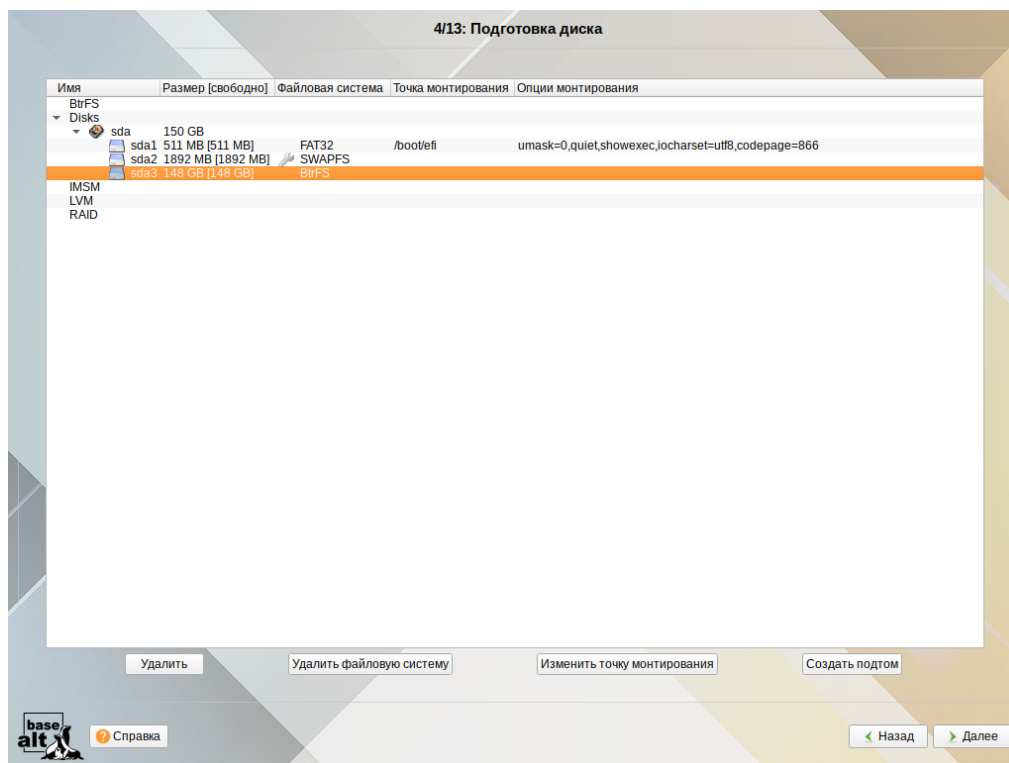 4/13: Подготовка диска
Имя Размер [свободно] Файловая система Точка монтирования Опции монтирования
BtrFS
Disks
sda 150 GB
sda1 511 MB [511 MB] FAT32 /boot/efi umask=0,quiet,showexec,iocharset=utf8,codepage=866
sda2 1892 MB [1892 MB] SWAPFS
sda3 148 GB [148 GB] BtrFS
IMSM
LVM
RAID
Удалить Удалить файловую систему Изменить точку монтирования Создать подтом
base
alt
Справка Назад Далее